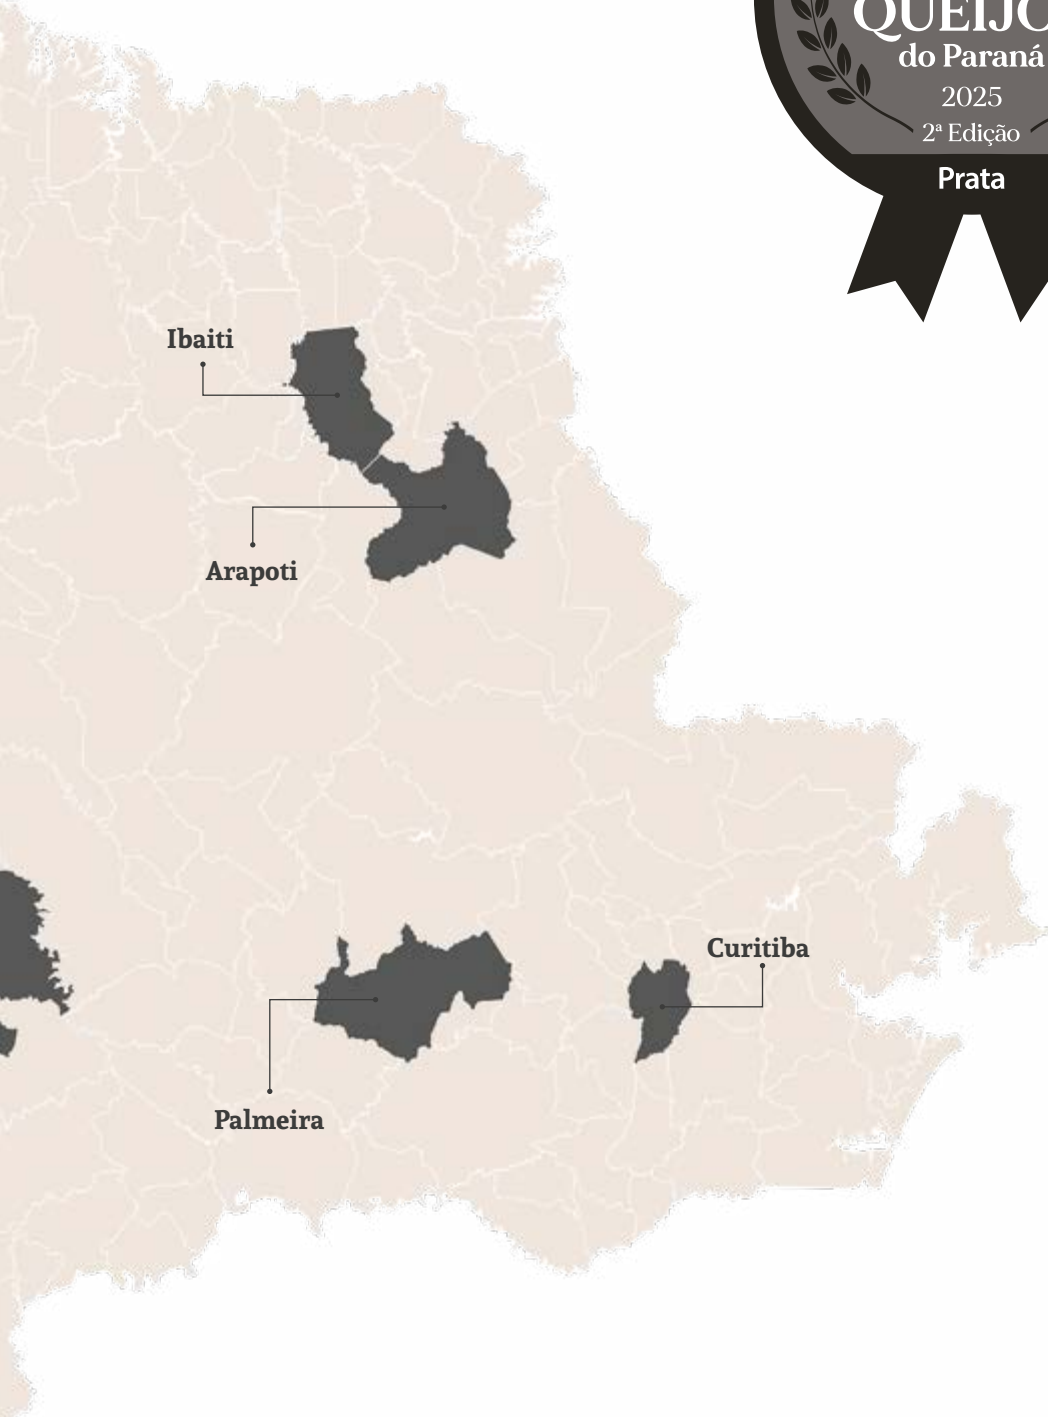 QUEIJO
do Paraná
2025
2ª Edição
Prata
Ibaiti
Arapoti
Curitiba
Palmeira